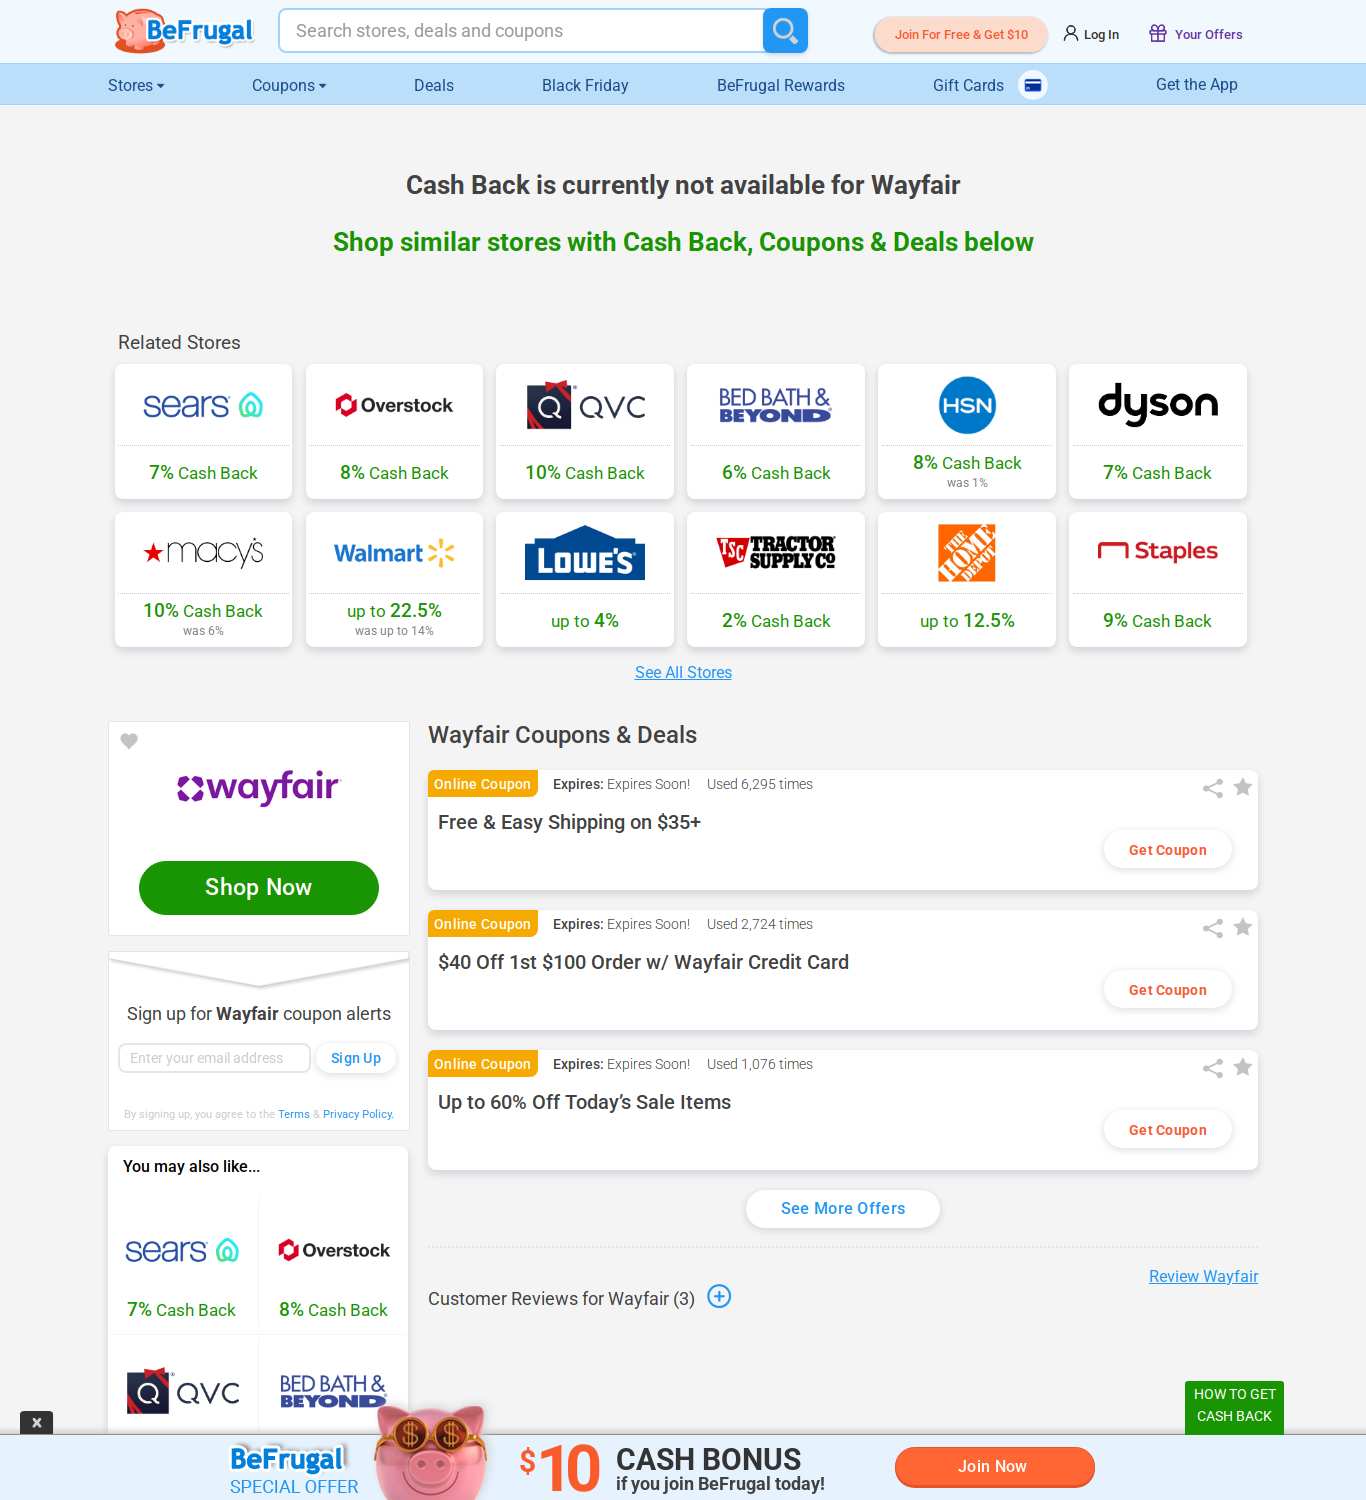 BeFrugal
Search stores, deals and coupons
Join For Free & Get $10
Log In
Your Offers
Stores
Coupons
Deals
Black Friday
BeFrugal Rewards
Gift Cards
Get the App
Cash Back is currently not available for Wayfair
Shop similar stores with Cash Back, Coupons & Deals below
Related Stores
sears
Overstock
QVC
BED BATH & BEYOND
HSN
dyson
7% Cash Back
8% Cash Back
10% Cash Back
6% Cash Back
8% Cash Back
was 1%
7% Cash Back
macy's
Walmart
LOWE'S
TSC TRACTOR SUPPLY CO
THE HOME DEPOT
Staples
10% Cash Back
was 6%
up to 22.5%
was up to 14%
up to 4%
2% Cash Back
up to 12.5%
9% Cash Back
See All Stores
wayfair
Shop Now
Sign up for Wayfair coupon alerts
Enter your email address
Sign Up
By signing up, you agree to the Terms & Privacy Policy.
You may also like...
sears
Overstock
7% Cash Back
8% Cash Back
QVC
BED BATH & BEYOND
Wayfair Coupons & Deals
Online Coupon
Expires: Expires Soon!
Used 6,295 times
Free & Easy Shipping on $35+
Get Coupon
Online Coupon
Expires: Expires Soon!
Used 2,724 times
$40 Off 1st $100 Order w/ Wayfair Credit Card
Get Coupon
Online Coupon
Expires: Expires Soon!
Used 1,076 times
Up to 60% Off Today’s Sale Items
Get Coupon
See More Offers
Review Wayfair
Customer Reviews for Wayfair (3)
HOW TO GET
CASH BACK
x
BeFrugal
SPECIAL OFFER
$ $
$10
CASH BONUS
if you join BeFrugal today!
Join Now